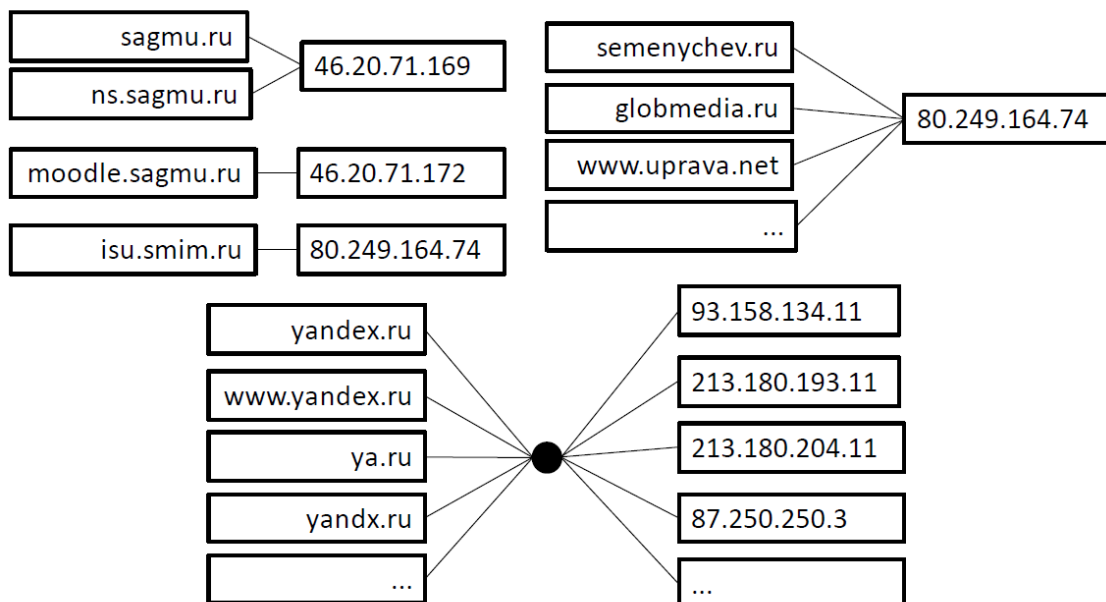 sagmu.ru
ns.sagmu.ru
46.20.71.169
moodle.sagmu.ru
46.20.71.172
isu.smim.ru
80.249.164.74
semenychev.ru
globmedia.ru
www.uprava.net
...
80.249.164.74
yandex.ru
www.yandex.ru
ya.ru
yandx.ru
...
93.158.134.11
213.180.193.11
213.180.204.11
87.250.250.3
...